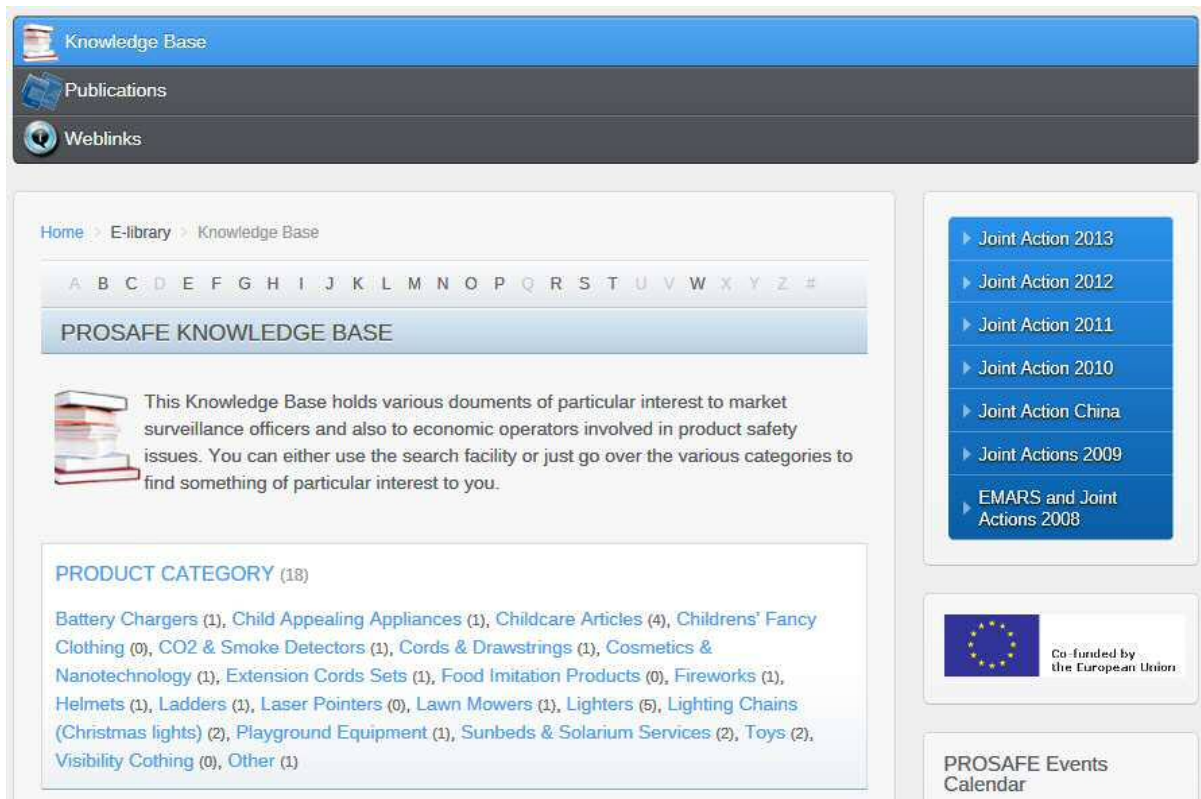 Knowledge Base
Publications
Weblinks
Home > E-library > Knowledge Base
A B C D E F G H I J K L M N O P Q R S T U V W X Y Z #
PROSAFE KNOWLEDGE BASE
This Knowledge Base holds various douments of particular interest to market
surveillance officers and also to economic operators involved in product safety
issues. You can either use the search facility or just go over the various categories to
find something of particular interest to you.
PRODUCT CATEGORY (18)
Battery Chargers (1), Child Appealing Appliances (1), Childcare Articles (4), Childrens' Fancy
Clothing (0), CO2 & Smoke Detectors (1), Cords & Drawstrings (1), Cosmetics &
Nanotechnology (1), Extension Cords Sets (1), Food Imitation Products (0), Fireworks (1),
Helmets (1), Ladders (1), Laser Pointers (0), Lawn Mowers (1), Lighters (5), Lighting Chains
(Christmas lights) (2), Playground Equipment (1), Sunbeds & Solarium Services (2), Toys (2),
Visibility Cothing (0), Other (1)
Joint Action 2013
Joint Action 2012
Joint Action 2011
Joint Action 2010
Joint Action China
Joint Actions 2009
EMARS and Joint
Actions 2008
Co-funded by
the European Union
PROSAFE Events
Calendar